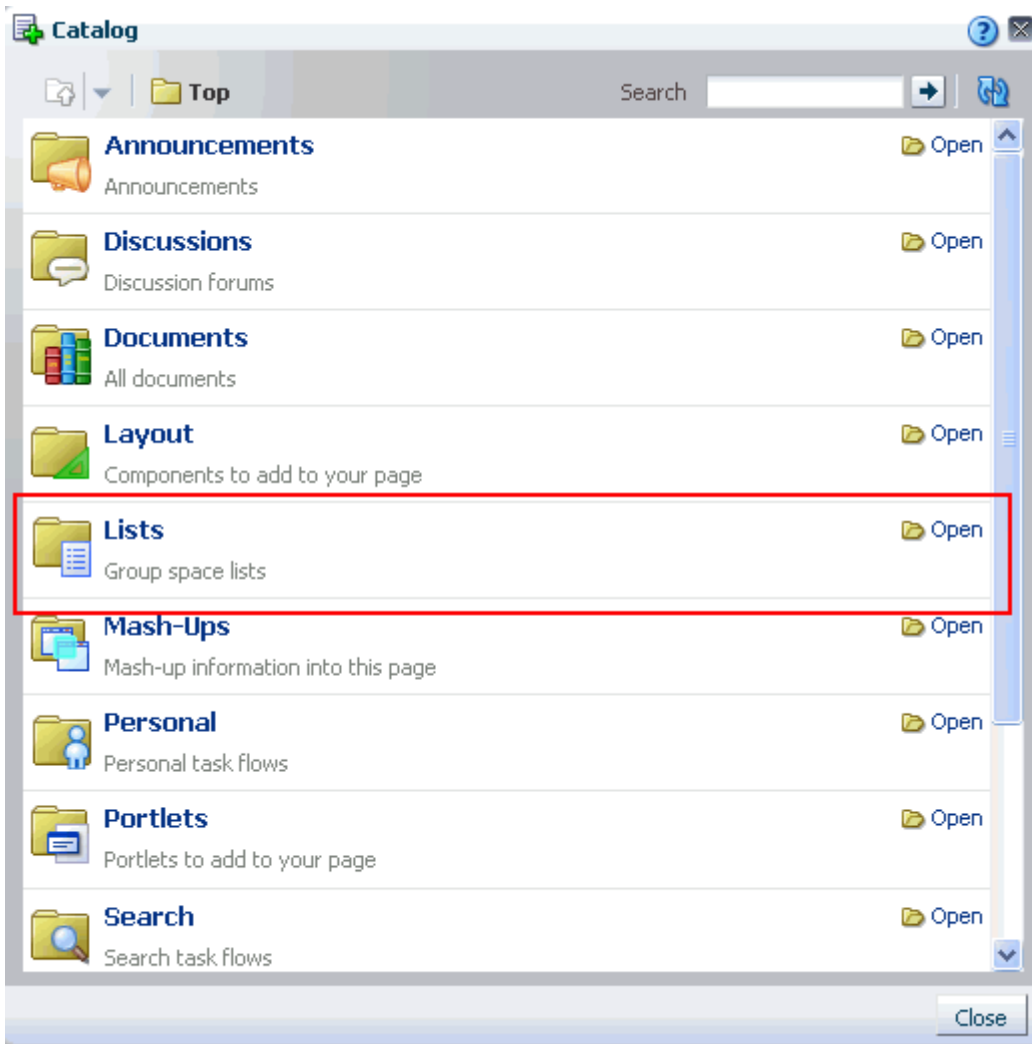 Catalog
Top
Search
Announcements
Open
Announcements
Discussions
Open
Discussion forums
Documents
Open
All documents
Layout
Open
Components to add to your page
Lists
Open
Group space lists
Mash-Ups
Open
Mash-up information into this page
Personal
Open
Personal task flows
Portlets
Open
Portlets to add to your page
Search
Open
Search task flows
Close